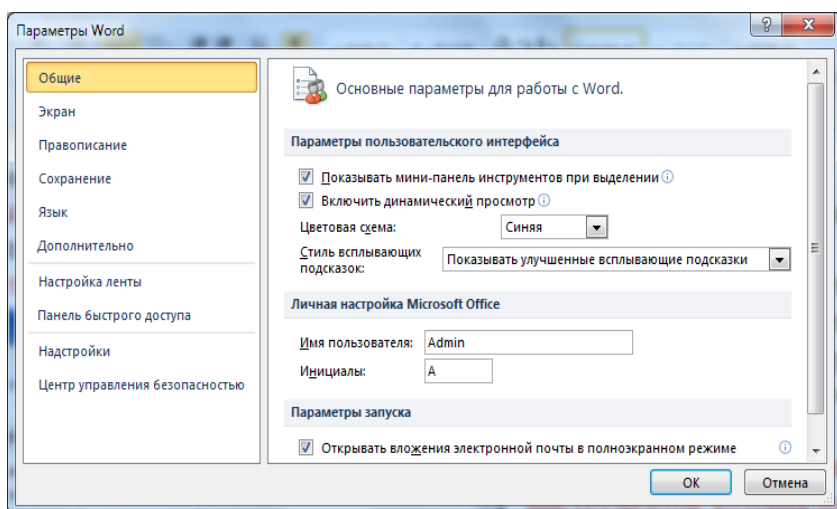 Параметры Word
Общие
Экран
Правописание
Сохранение
Язык
Дополнительно
Настройка ленты
Панель быстрого доступа
Надстройки
Центр управления безопасностью
Основные параметры для работы с Word.
Параметры пользовательского интерфейса
Показывать мини-панель инструментов при выделении
Включить динамический просмотр
Цветовая схема: Синяя
Стиль всплывающих
подсказок: Показывать улучшенные всплывающие подсказки
Личная настройка Microsoft Office
Имя пользователя: Admin
Инициалы: A
Параметры запуска
Открывать вложения электронной почты в полноэкранном режиме
ОК Отмена